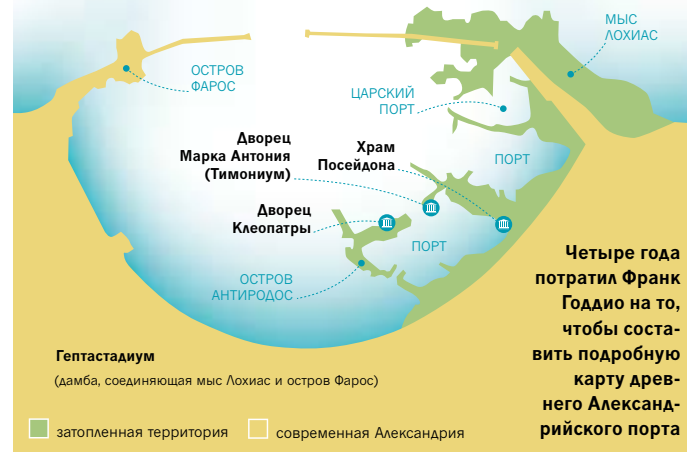 МЫС
ЛОХИАС
ОСТРОВ
ФАРОС
ЦАРСКИЙ
ПОРТ
Дворец
Марка Антония
(Тимониум)
Храм
Посейдона
ПОРТ
Дворец
Клеопатры
ПОРТ
ОСТРОВ
АНТИРОДОС
Четыре года
потратил Франк
Годдио на то,
чтобы соста-
вить подробную
карту древ-
него Александ-
рийского порта
Гептастадиум
(дамба, соединяющая мыс Лохиас и остров Фарос)
затопленная территория
современная Александрия